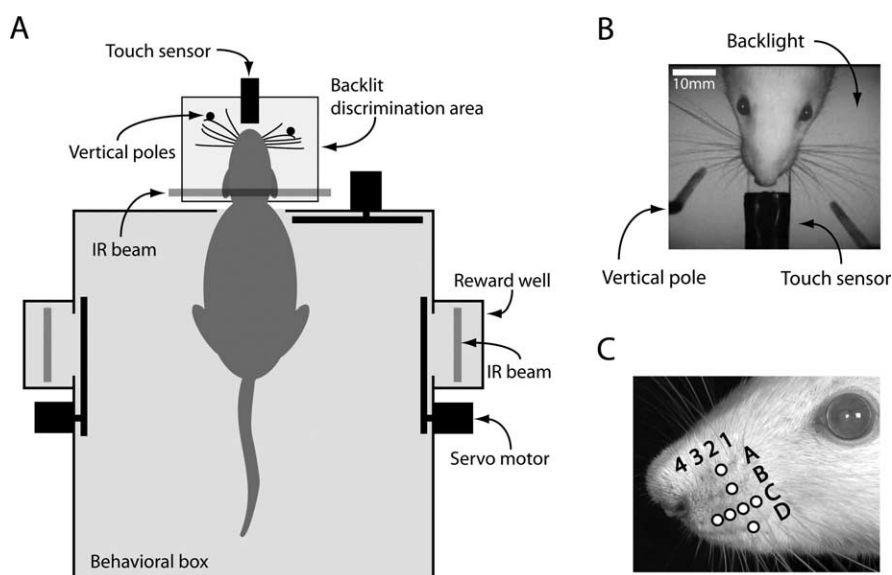 A
Touch sensor
Backlit
discrimination area
Vertical poles
IR beam
Reward well
IR beam
Servo motor
Behavioral box
B
Backlight
10mm
Vertical pole
Touch sensor
C
4 3 2 1
A
B
C
D